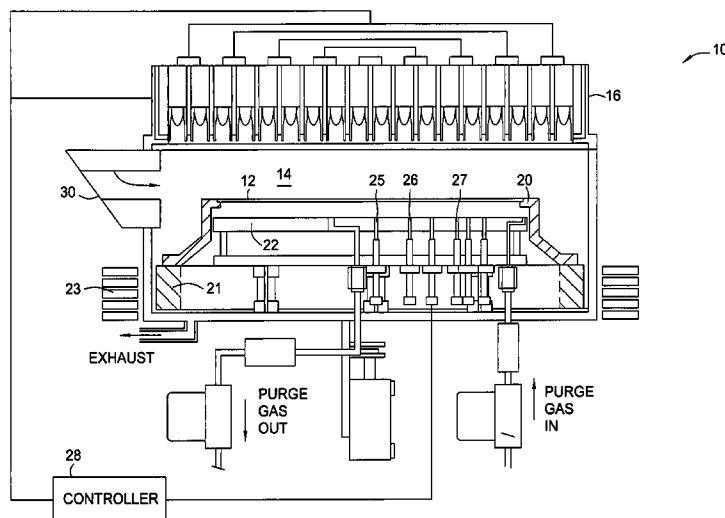 10
16
14
12
25
26
27
20
30
22
23
21
EXHAUST
PURGE
GAS
OUT
PURGE
GAS
IN
28
CONTROLLER